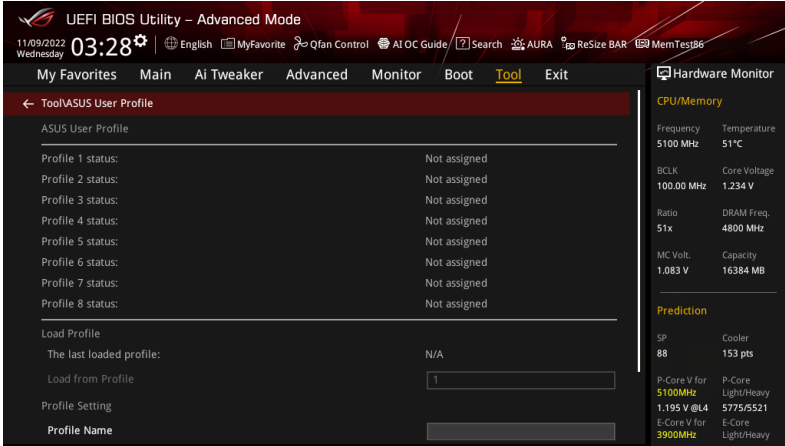 UEFI BIOS Utility – Advanced Mode
11/09/2022 Wednesday 03:28 English MyFavorite Qfan Control AI OC Guide ? Search AURA ReSize BAR MemTest86
My Favorites Main Ai Tweaker Advanced Monitor Boot Tool Exit
← Tool\ASUS User Profile
ASUS User Profile
Profile 1 status: Not assigned
Profile 2 status: Not assigned
Profile 3 status: Not assigned
Profile 4 status: Not assigned
Profile 5 status: Not assigned
Profile 6 status: Not assigned
Profile 7 status: Not assigned
Profile 8 status: Not assigned
Load Profile
The last loaded profile: N/A
Load from Profile 1
Profile Setting
Profile Name
Hardware Monitor
CPU/Memory
Frequency Temperature
5100 MHz 51°C
BCLK Core Voltage
100.00 MHz 1.234 V
Ratio DRAM Freq.
51x 4800 MHz
MC Volt. Capacity
1.083 V 16384 MB
Prediction
SP Cooler
88 153 pts
P-Core V for P-Core
5100MHz Light/Heavy
1.195 V @L4 5775/5521
E-Core V for E-Core
3900MHz Light/Heavy